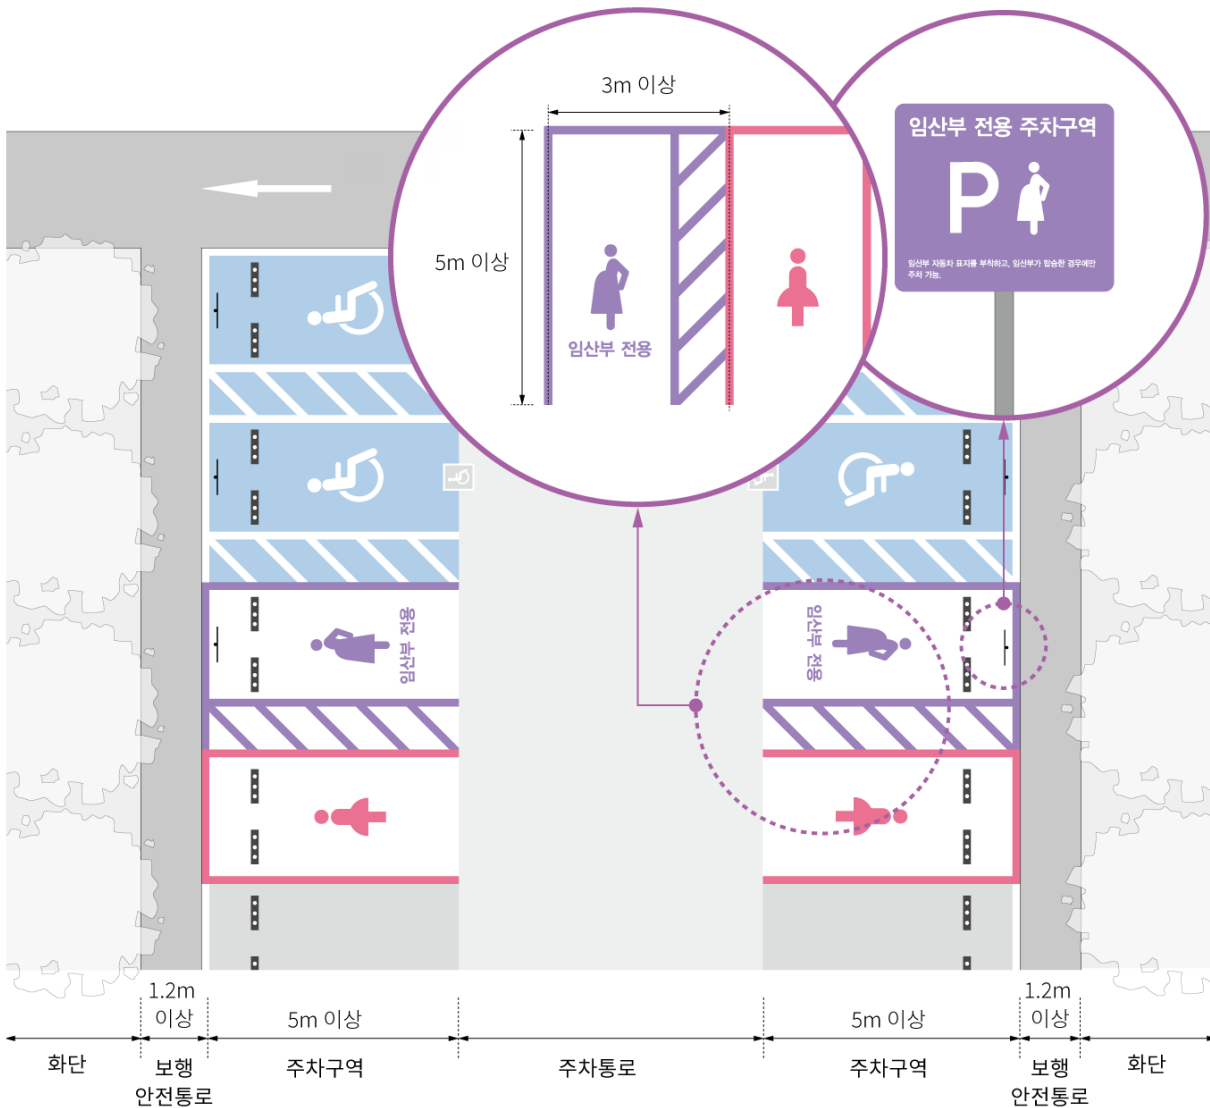 3m 이상
5m 이상
임산부 전용
임산부 전용 주차구역
P
임산부 자동차 표지를 부착하고, 임산부가 탑승한 경우에만
주차 가능.
임산부 전용
임산부 전용
1.2m
이상
5m 이상
5m 이상
1.2m
이상
화단
보행
안전통로
주차구역
주차통로
주차구역
보행
안전통로
화단